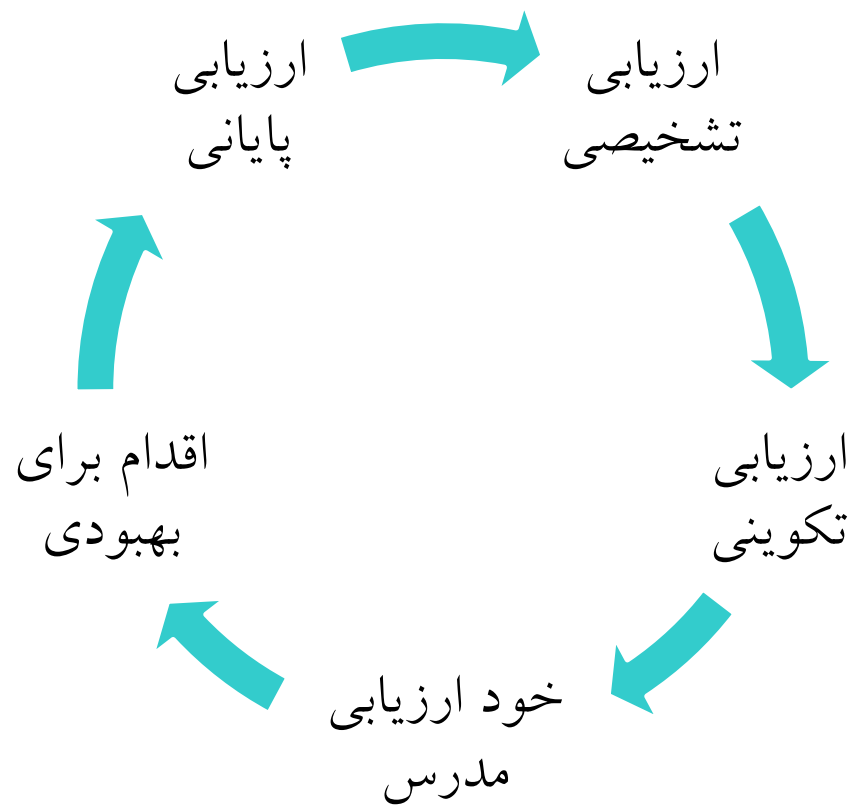 ارزیابی
تشخیصی
ارزیابی
تکوینی
خود ارزیابی
مدرس
اقدام برای
بهبودی
ارزیابی
پایانی